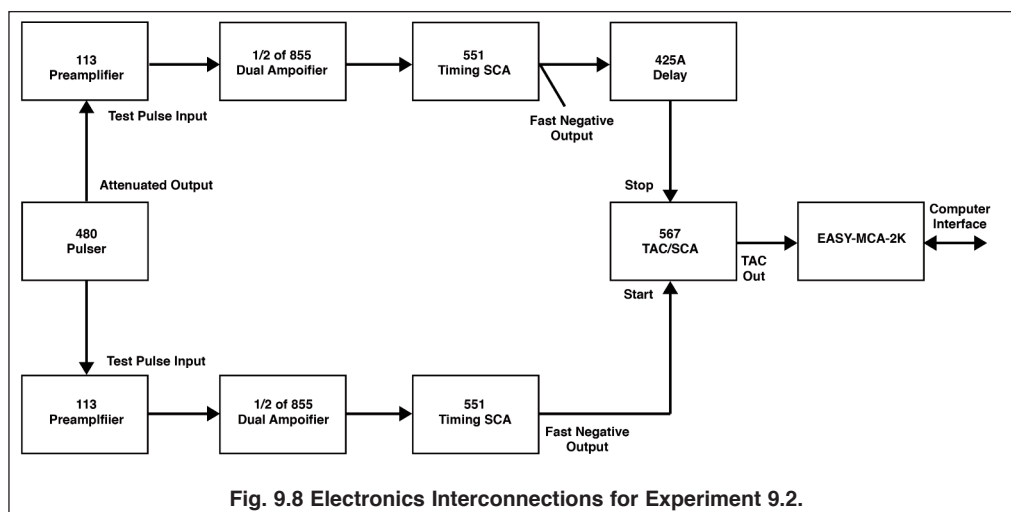 113
Preamplifier
1/2 of 855
Dual Ampoifier
551
Timing SCA
425A
Delay
Test Pulse Input
Fast Negative
Output
Attenuated Output
Stop
480
Pulser
567
TAC/SCA
EASY-MCA-2K
Computer
Interface
TAC
Out
Start
Test Pulse Input
113
Preamplfiier
1/2 of 855
Dual Ampoifier
551
Timing SCA
Fast Negative
Output
Fig. 9.8 Electronics Interconnections for Experiment 9.2.